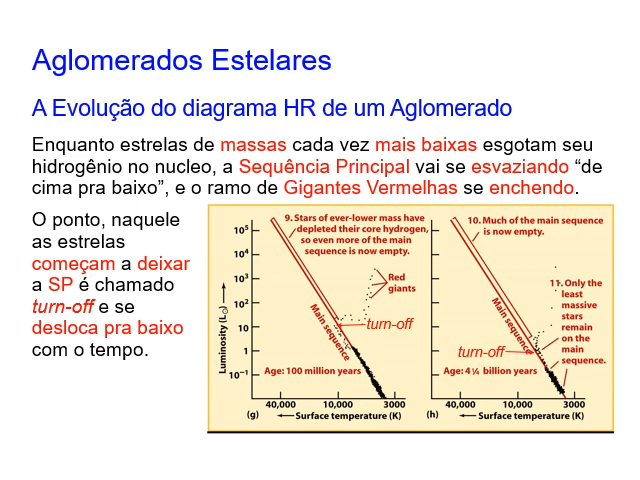 Aglomerados Estelares
A Evolução do diagrama HR de um Aglomerado
Enquanto estrelas de massas cada vez mais baixas esgotam seu
hidrogênio no nucleo, a Sequência Principal vai se esvaziando “de
cima pra baixo”, e o ramo de Gigantes Vermelhas se enchendo.
O ponto, naquele
as estrelas
começam a deixar
a SP é chamado
turn-off e se
desloca pra baixo
com o tempo.
9. Stars of ever-lower mass have
depleted their core hydrogen,
so even more of the main
sequence is now empty.
Red
giants
Main sequence
turn-off
Age: 100 million years
Luminosity (L☉)
10⁵
10⁴
10³
10²
10
1
10⁻¹
40,000
10,000
3000
(g)
Surface temperature (K)
10. Much of the main sequence
is now empty.
11. Only the
least
massive
stars
remain
on the
main
sequence.
Main sequence
turn-off
Age: 4¼ billion years
40,000
10,000
3000
(h)
Surface temperature (K)